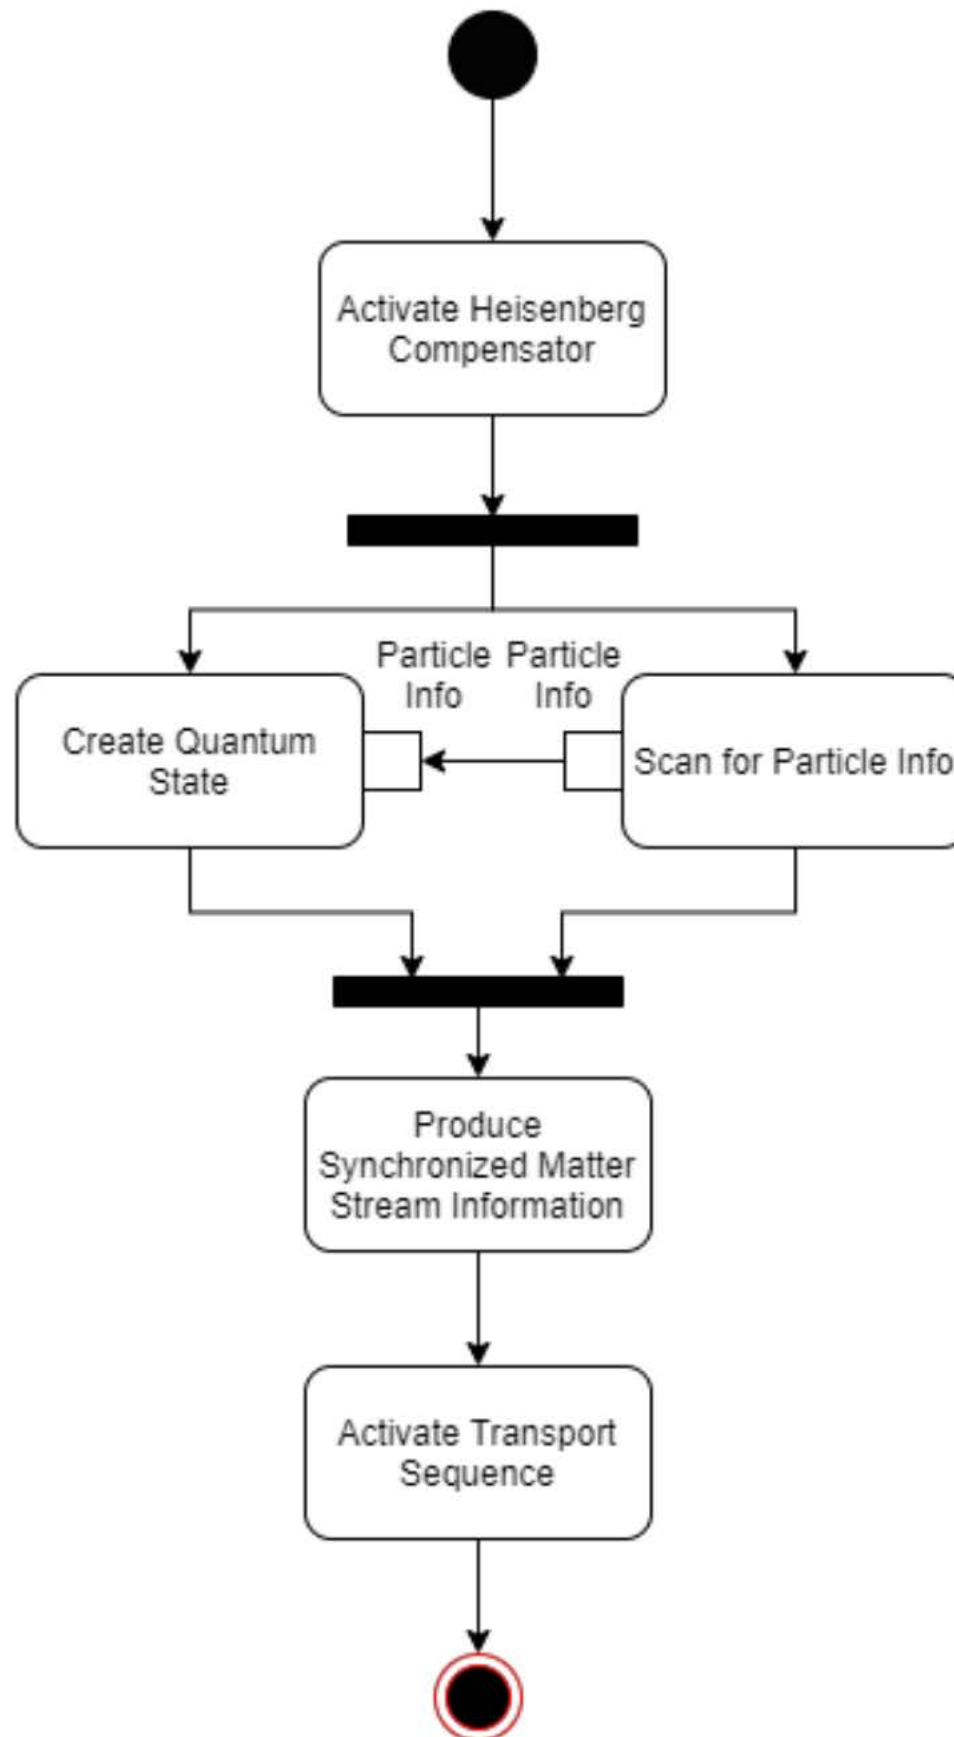 Activate Heisenberg
Compensator
Particle
Info
Particle
Info
Create Quantum
State
Scan for Particle Info
Produce
Synchronized Matter
Stream Information
Activate Transport
Sequence